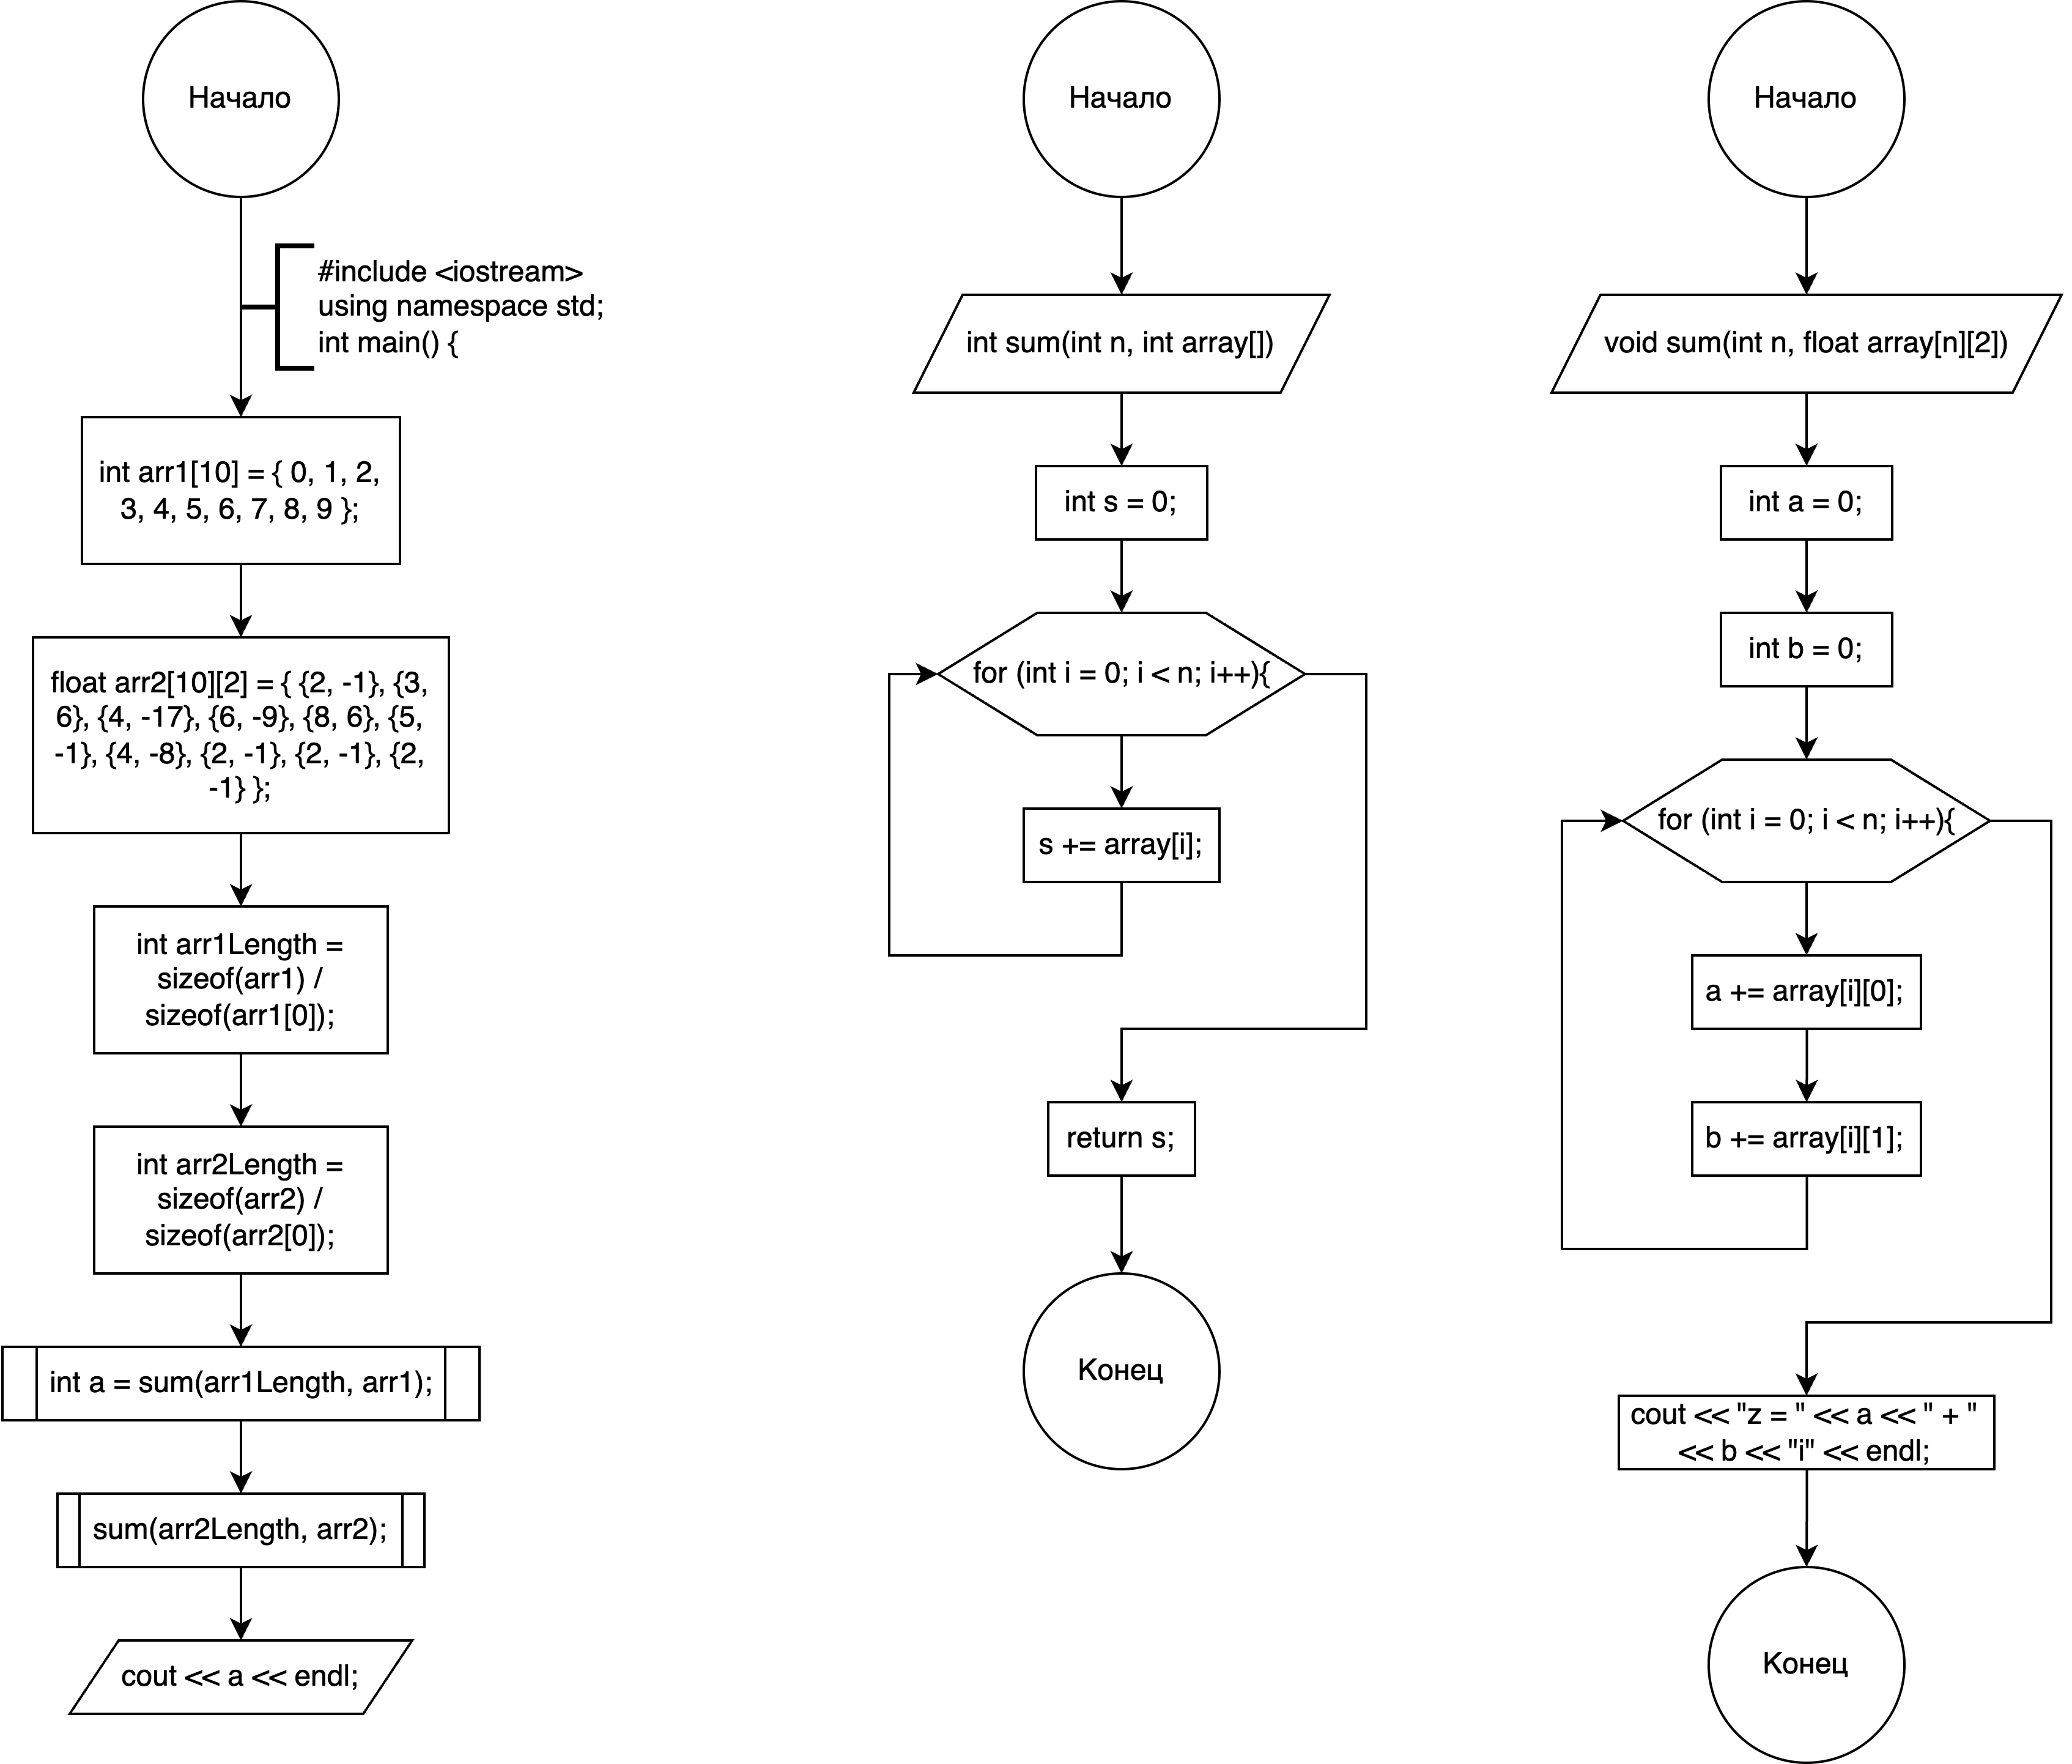 Начало
#include <iostream>
using namespace std;
int main() {
int arr1[10] = { 0, 1, 2,
3, 4, 5, 6, 7, 8, 9 };
float arr2[10][2] = { {2, -1}, {3,
6}, {4, -17}, {6, -9}, {8, 6}, {5,
-1}, {4, -8}, {2, -1}, {2, -1}, {2,
-1} };
int arr1Length =
sizeof(arr1) /
sizeof(arr1[0]);
int arr2Length =
sizeof(arr2) /
sizeof(arr2[0]);
int a = sum(arr1Length, arr1);
sum(arr2Length, arr2);
cout << a << endl;
Начало
int sum(int n, int array[])
int s = 0;
for (int i = 0; i < n; i++){
s += array[i];
return s;
Конец
Начало
void sum(int n, float array[n][2])
int a = 0;
int b = 0;
for (int i = 0; i < n; i++){
a += array[i][0];
b += array[i][1];
cout << "z = " << a << " + "
<< b << "i" << endl;
Конец